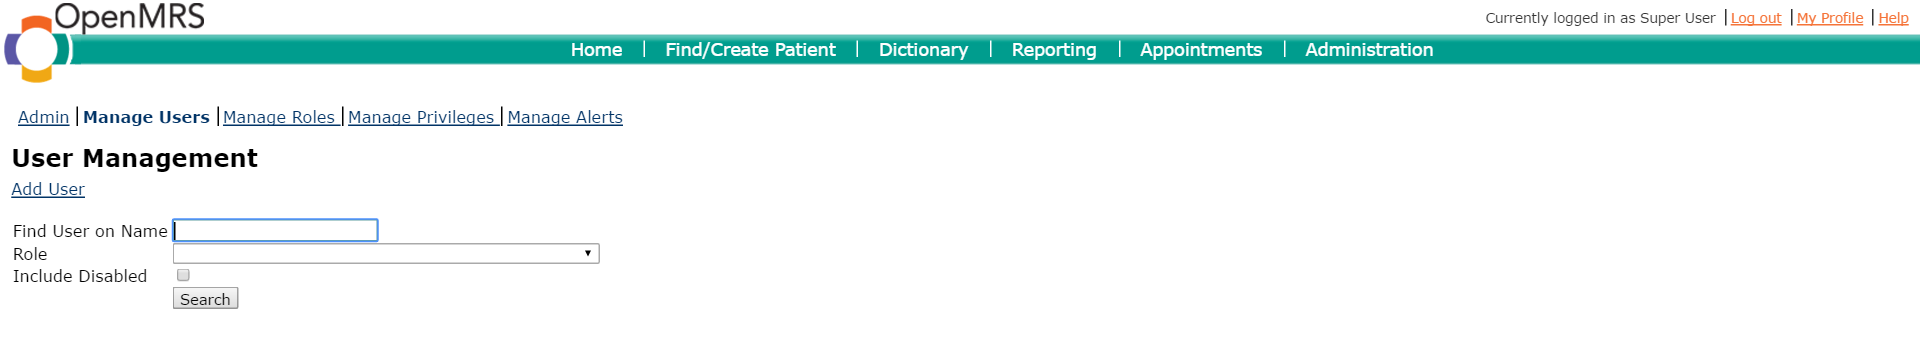 OpenMRS
Currently logged in as Super User | Log out | My Profile | Help
Home | Find/Create Patient | Dictionary | Reporting | Appointments | Administration
Admin | Manage Users | Manage Roles | Manage Privileges | Manage Alerts
User Management
Add User
Find User on Name
Role
Include Disabled
Search